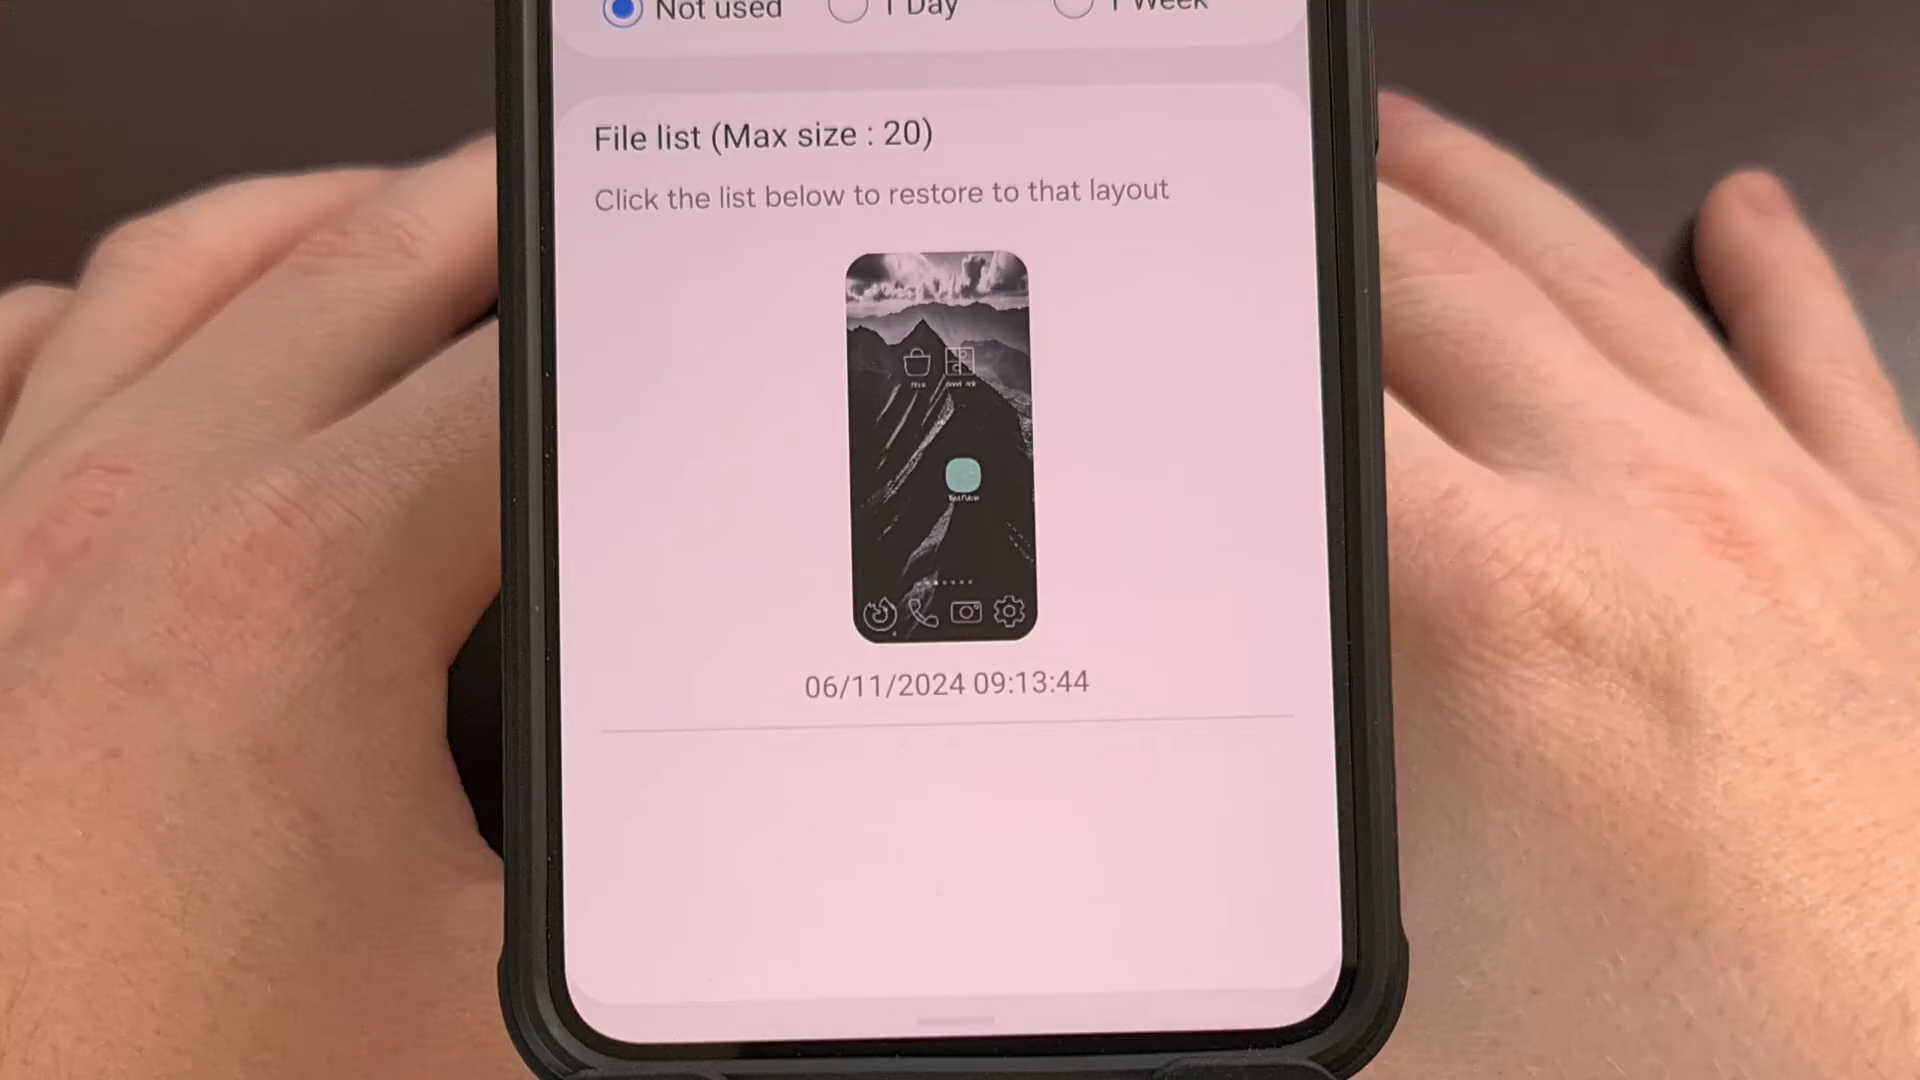 Not used 1 Day 1 Week
File list (Max size : 20)
Click the list below to restore to that layout
06/11/2024 09:13:44